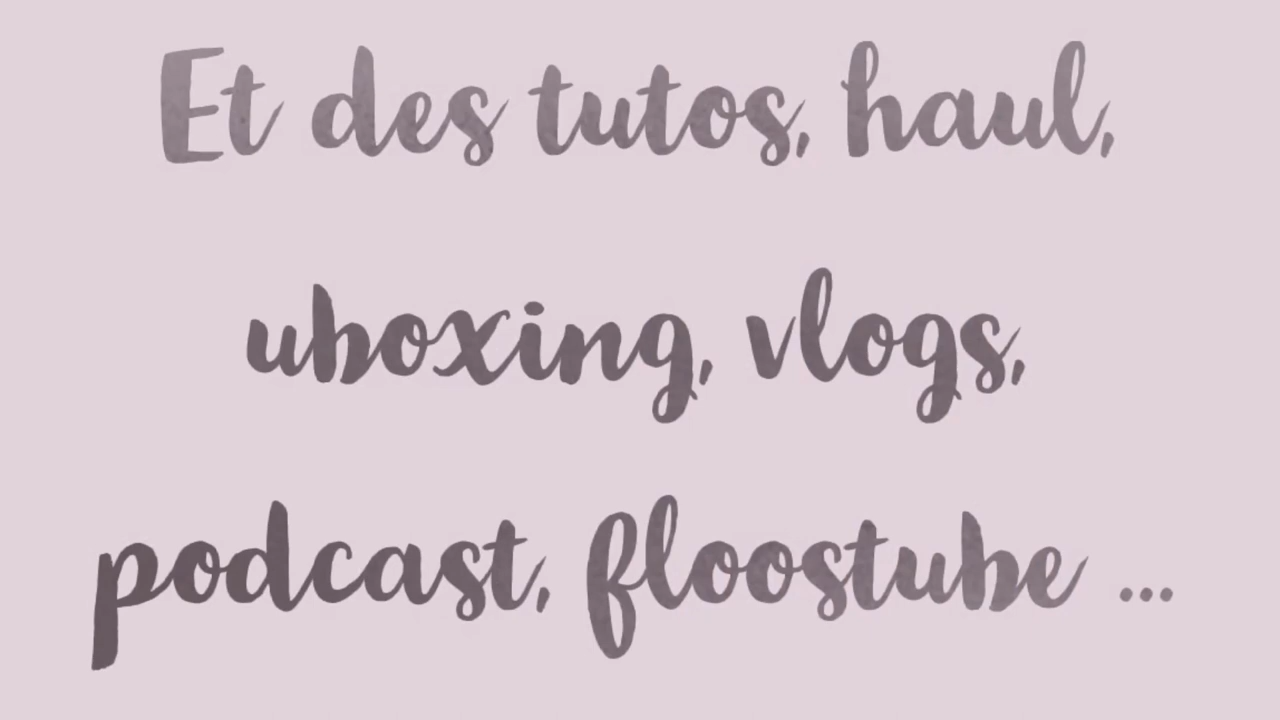 Et des tutos, haul,
uboxing, vlogs,
podcast, floostube ...